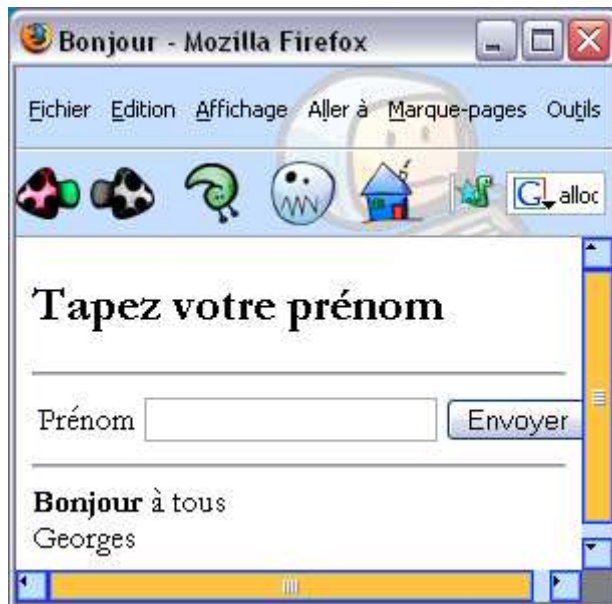 Bonjour - Mozilla Firefox
Fichier Edition Affichage Aller à Marque-pages Outils
G alloc
Tapez votre prénom
Prénom Envoyer
Bonjour à tous
Georges